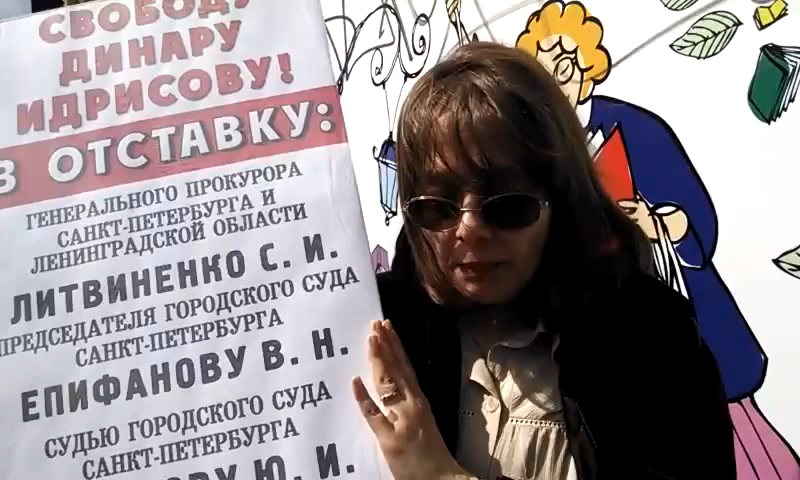 СВОБОДУ
ДИНАРУ
ИДРИСОВУ!
В ОТСТАВКУ:
ГЕНЕРАЛЬНОГО ПРОКУРОРА
САНКТ-ПЕТЕРБУРГА И
ЛЕНИНГРАДСКОЙ ОБЛАСТИ
ЛИТВИНЕНКО С. И.
ПРЕДСЕДАТЕЛЯ ГОРОДСКОГО СУДА
САНКТ-ПЕТЕРБУРГА
ЕПИФАНОВУ В. Н.
СУДЬЮ ГОРОДСКОГО СУДА
САНКТ-ПЕТЕРБУРГА
Ю. И.